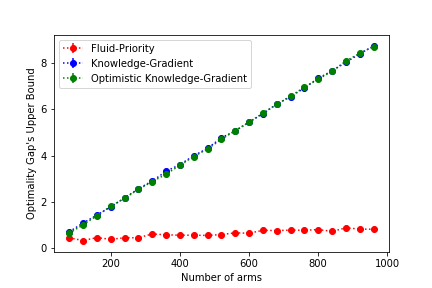 Fluid-Priority
Knowledge-Gradient
Optimistic Knowledge-Gradient
Optimality Gap's Upper Bound
8
6
4
2
0
200
400
600
800
1000
Number of arms